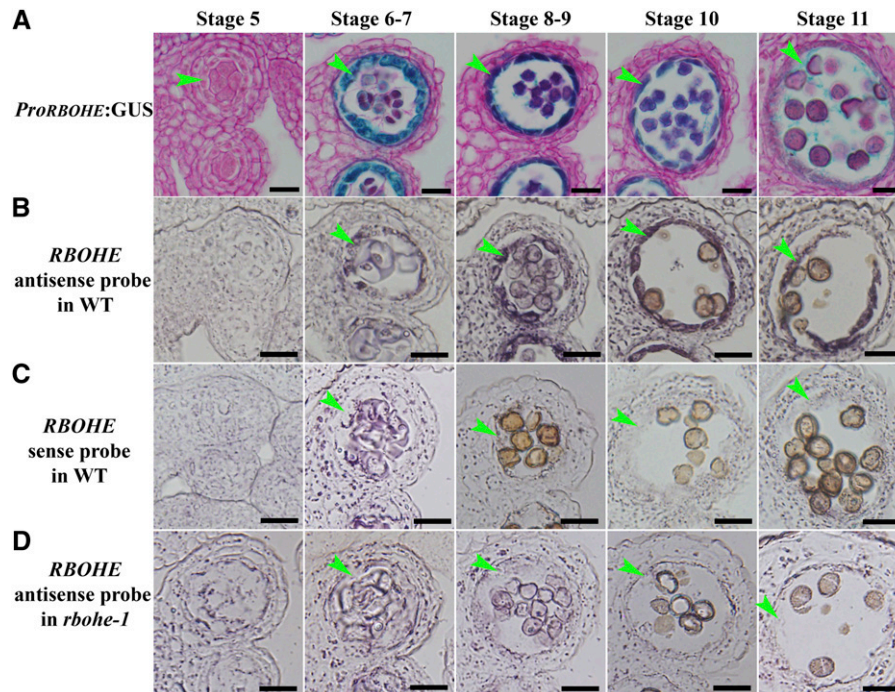 Stage 5 Stage 6-7 Stage 8-9 Stage 10 Stage 11
A
ProRBOHE:GUS
B
RBOHE
antisense probe
in WT
C
RBOHE
sense probe
in WT
D
RBOHE
antisense probe
in rbohe-1